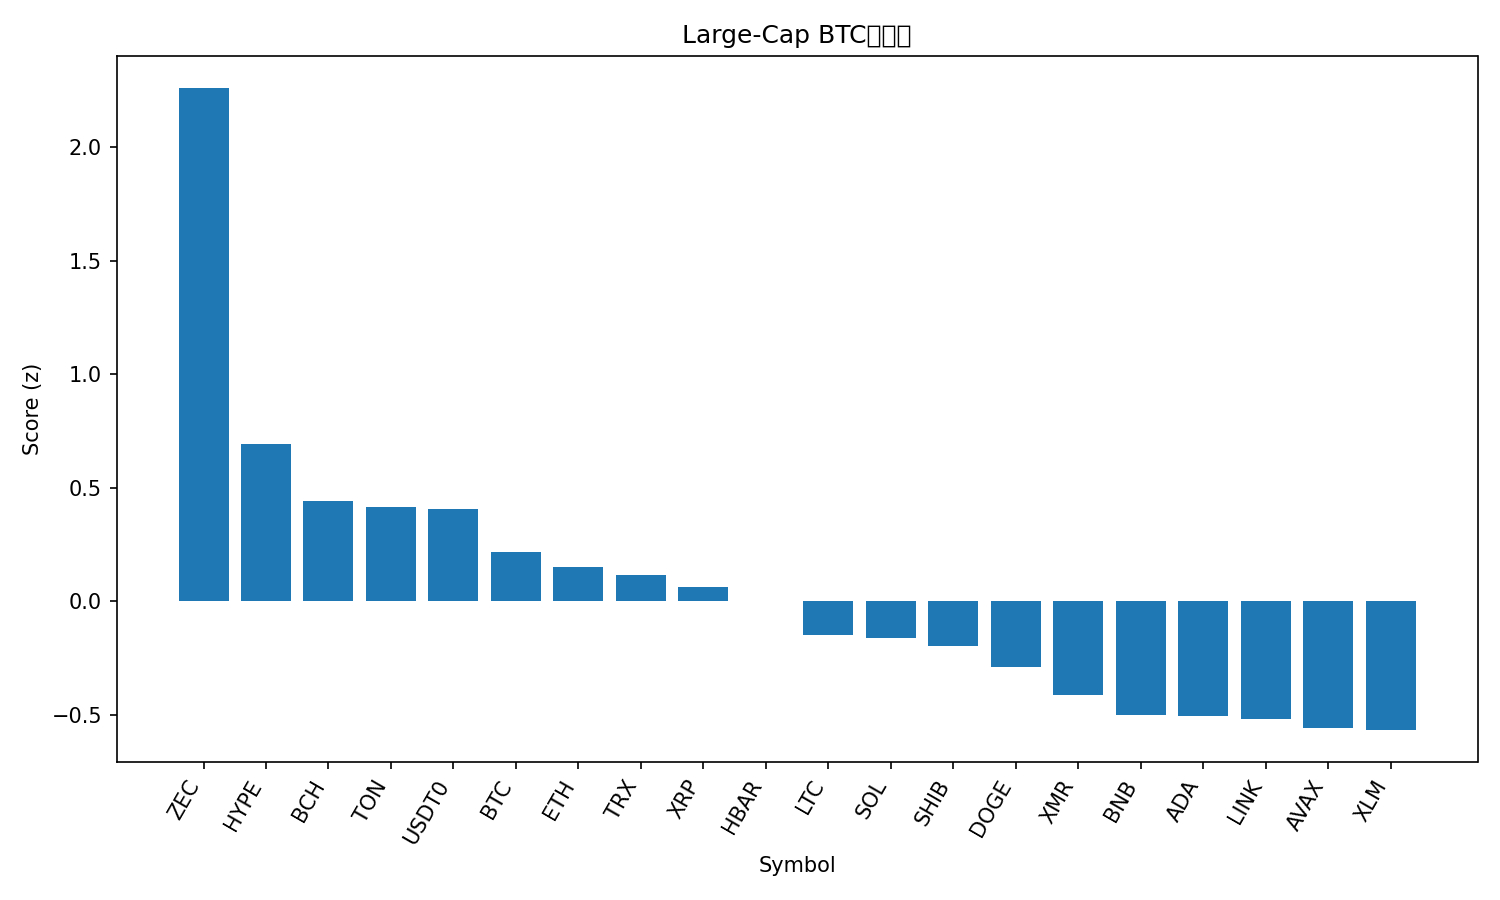 Large-Cap BTC
2.0
1.5
1.0
0.5
0.0
−0.5
Score (z)
ZEC
HYPE
BCH
TON
USDT0
BTC
ETH
TRX
XRP
HBAR
LTC
SOL
SHIB
DOGE
XMR
BNB
ADA
LINK
AVAX
XLM
Symbol